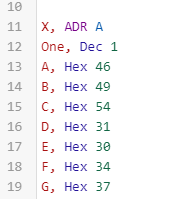 10
11 X, ADR A
12 One, Dec 1
13 A, Hex 46
14 B, Hex 49
15 C, Hex 54
16 D, Hex 31
17 E, Hex 30
18 F, Hex 34
19 G, Hex 37